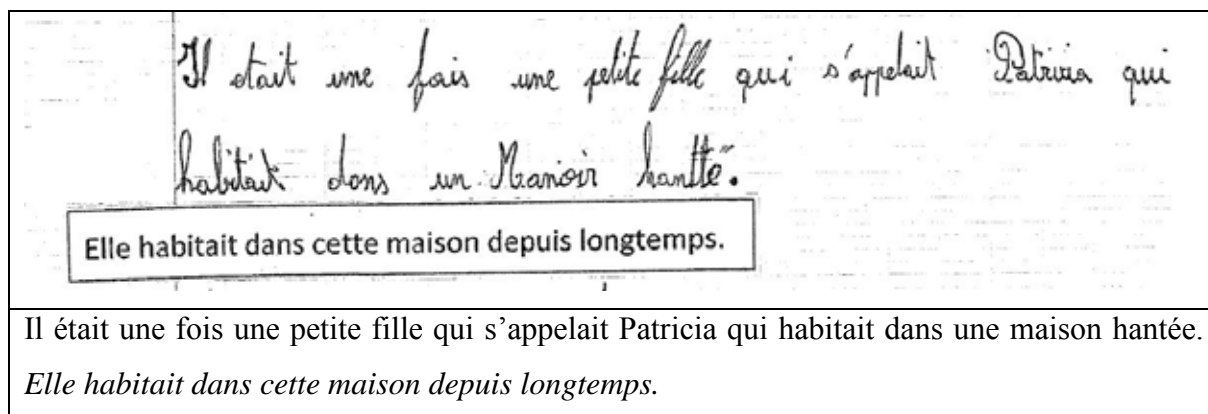 Il etait une fais une petite fille qui s'appelait Patrizia qui
habitait dans un Manoir hantté.
Elle habitait dans cette maison depuis longtemps.
Il était une fois une petite fille qui s’appelait Patricia qui habitait dans une maison hantée.
Elle habitait dans cette maison depuis longtemps.